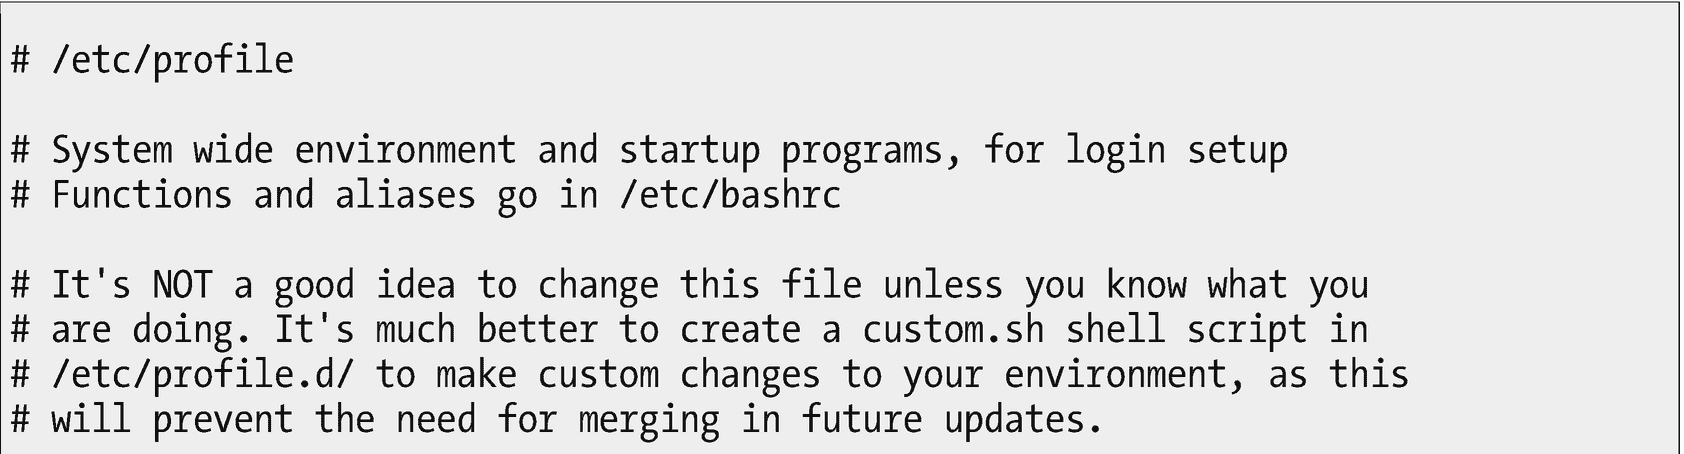 # /etc/profile
# System wide environment and startup programs, for login setup
# Functions and aliases go in /etc/bashrc
# It's NOT a good idea to change this file unless you know what you
# are doing. It's much better to create a custom.sh shell script in
# /etc/profile.d/ to make custom changes to your environment, as this
# will prevent the need for merging in future updates.